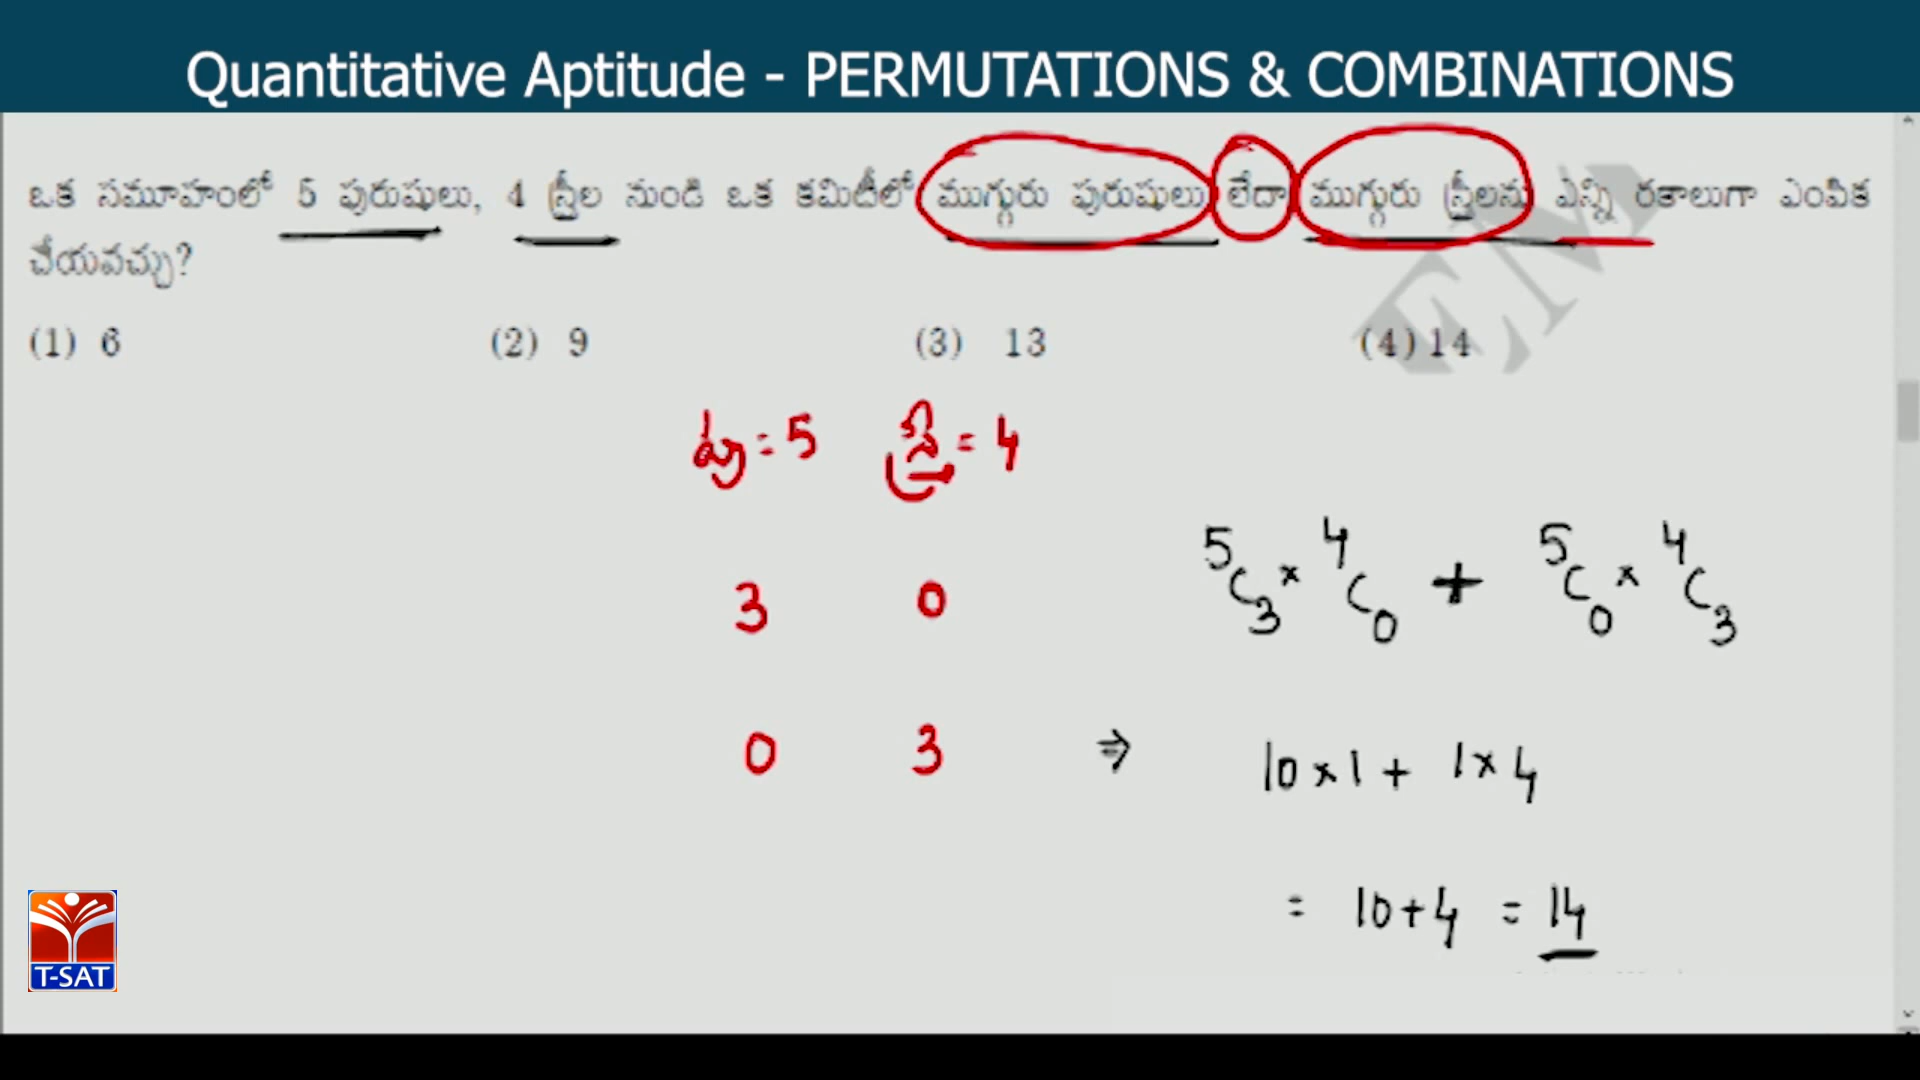 Quantitative Aptitude - PERMUTATIONS & COMBINATIONS
ఒక సమూహంలో 5 పురుషులు, 4 స్త్రీల నుండి ఒక కమిటీలో ముగ్గురు పురుషులు లేదా ముగ్గురు స్త్రీలను ఎన్ని రకాలుగా ఎంపిక
చేయవచ్చు?
(1) 6 (2) 9 (3) 13 (4) 14
EM
పు = 5 స్త్రీ = 4
3 0
⁵C₃ × ⁴C₀ + ⁵C₀ × ⁴C₃
0 3
⇒ 10 × 1 + 1 × 4
= 10 + 4 = 14
T-SAT